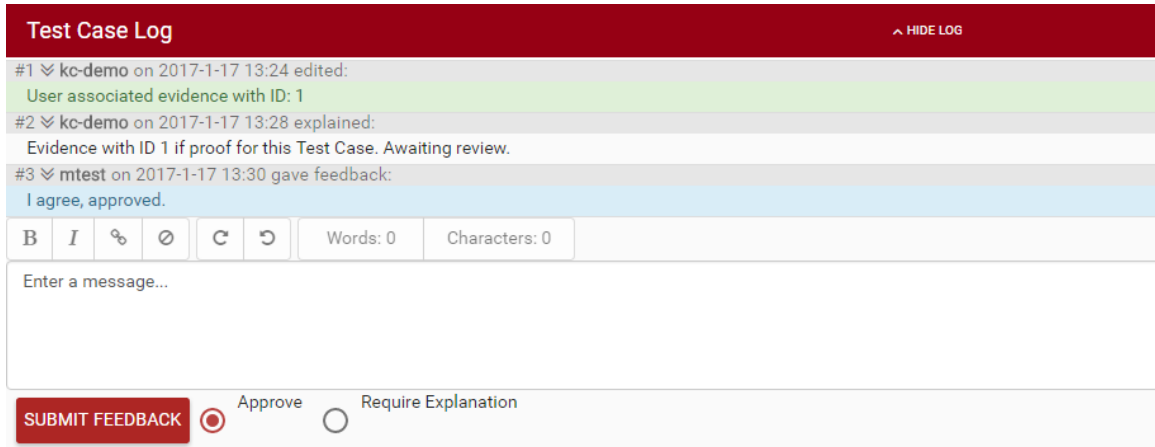 Test Case Log
HIDE LOG
#1 kc-demo on 2017-1-17 13:24 edited:
User associated evidence with ID: 1
#2 kc-demo on 2017-1-17 13:28 explained:
Evidence with ID 1 if proof for this Test Case. Awaiting review.
#3 mtest on 2017-1-17 13:30 gave feedback:
I agree, approved.
B I Words: 0 Characters: 0
Enter a message...
SUBMIT FEEDBACK Approve Require Explanation